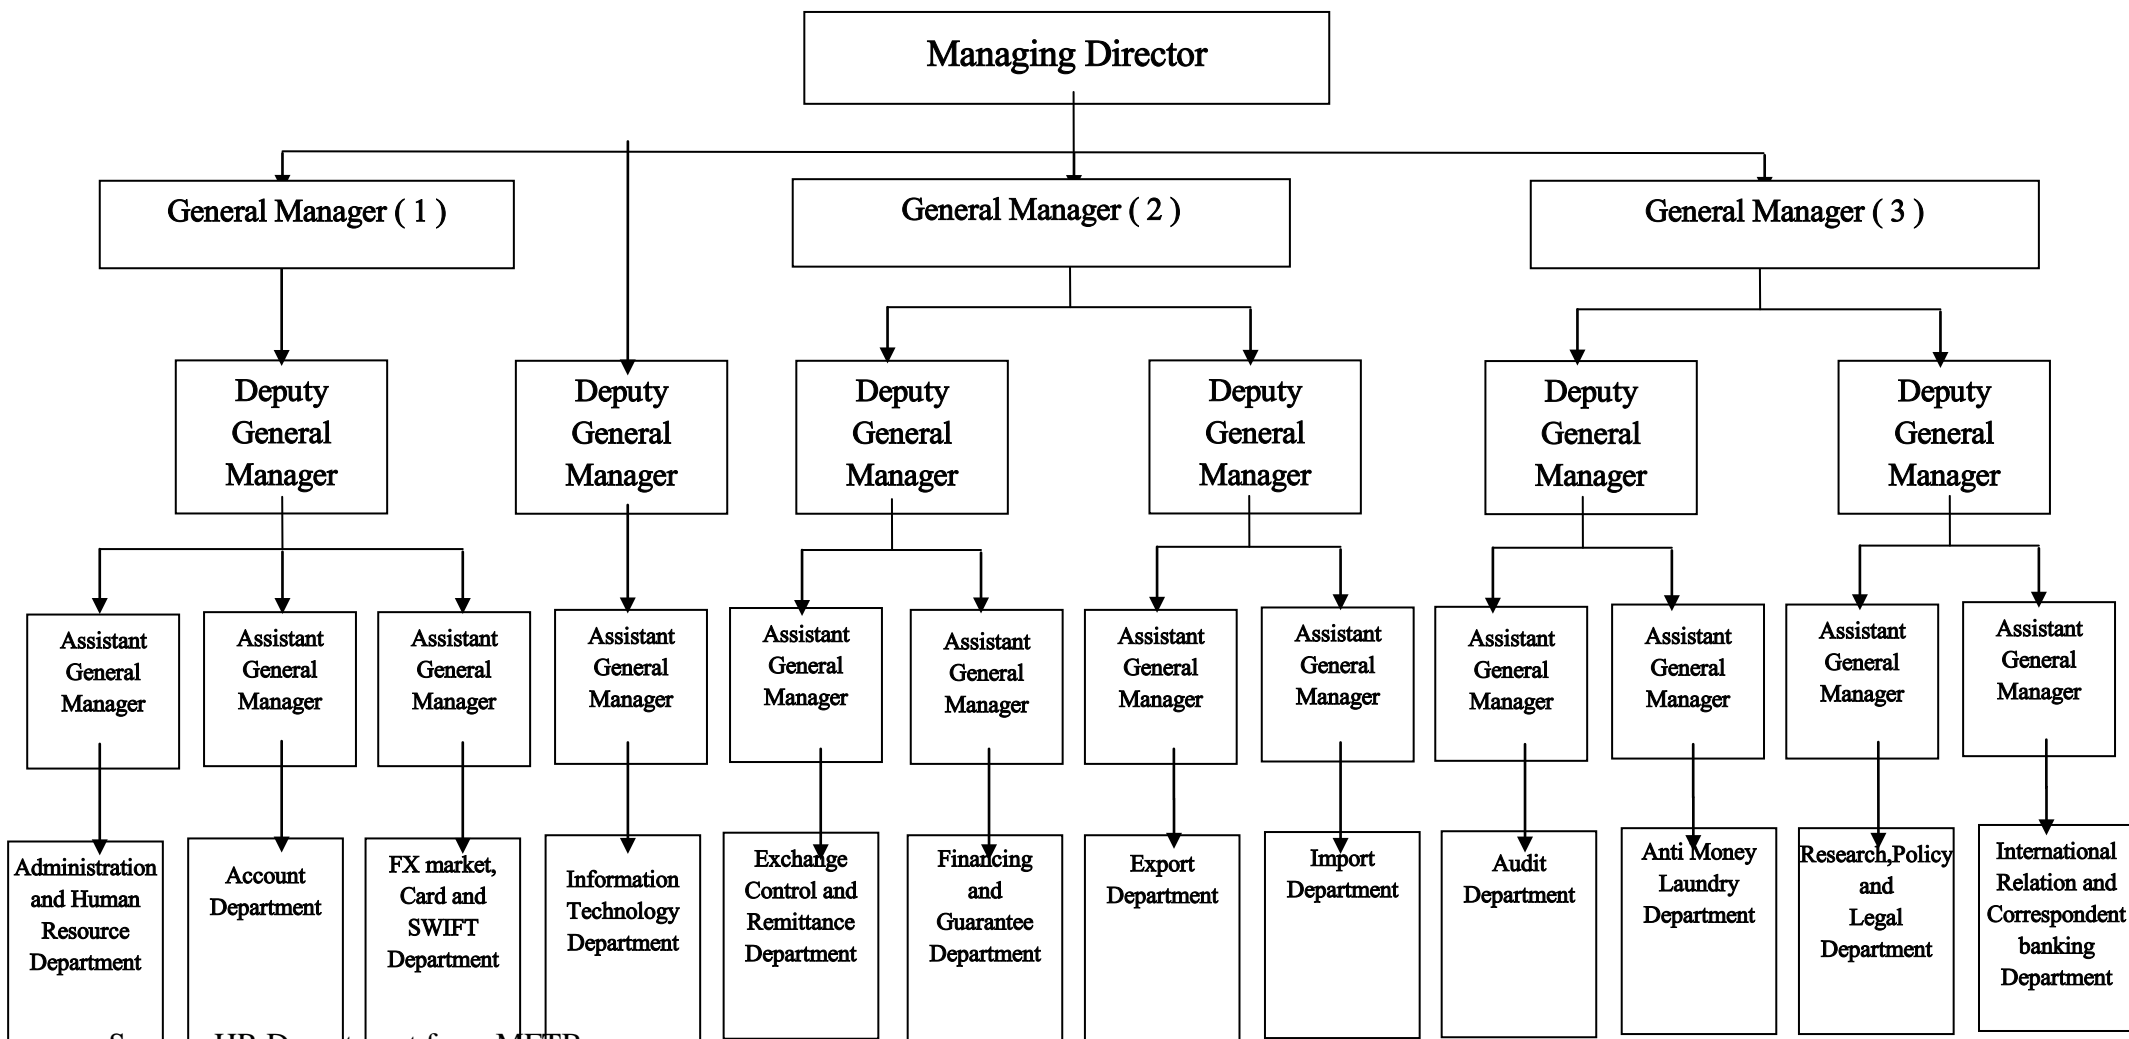 Managing Director
General Manager ( 1 )
General Manager ( 2 )
General Manager ( 3 )
Deputy
General
Manager
Deputy
General
Manager
Deputy
General
Manager
Deputy
General
Manager
Deputy
General
Manager
Deputy
General
Manager
Assistant
General
Manager
Assistant
General
Manager
Assistant
General
Manager
Assistant
General
Manager
Assistant
General
Manager
Assistant
General
Manager
Assistant
General
Manager
Assistant
General
Manager
Assistant
General
Manager
Assistant
General
Manager
Assistant
General
Manager
Assistant
General
Manager
Administration
and Human
Resource
Department
Account
Department
FX market,
Card and
SWIFT
Department
Information
Technology
Department
Exchange
Control and
Remittance
Department
Financing
and
Guarantee
Department
Export
Department
Import
Department
Audit
Department
Anti Money
Laundry
Department
Research,Policy
and
Legal
Department
International
Relation and
Correspondent
banking
Department
HR Department from